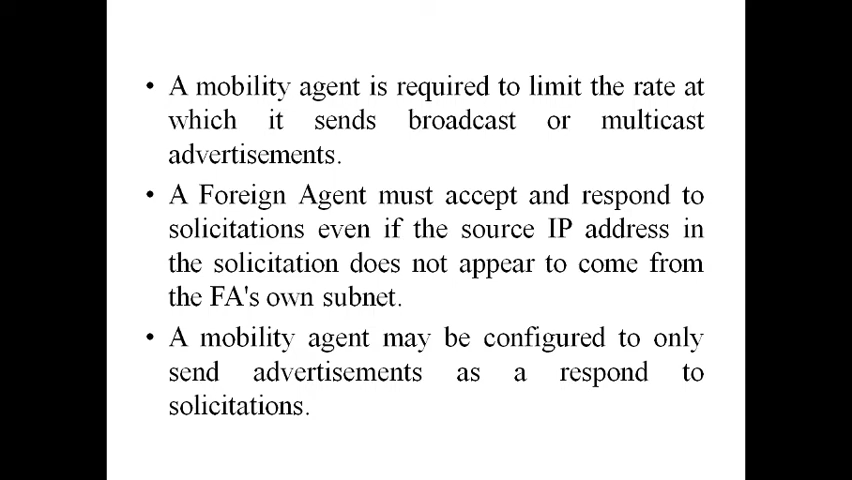 • A mobility agent is required to limit the rate at
which it sends broadcast or multicast
advertisements.
• A Foreign Agent must accept and respond to
solicitations even if the source IP address in
the solicitation does not appear to come from
the FA's own subnet.
• A mobility agent may be configured to only
send advertisements as a respond to
solicitations.